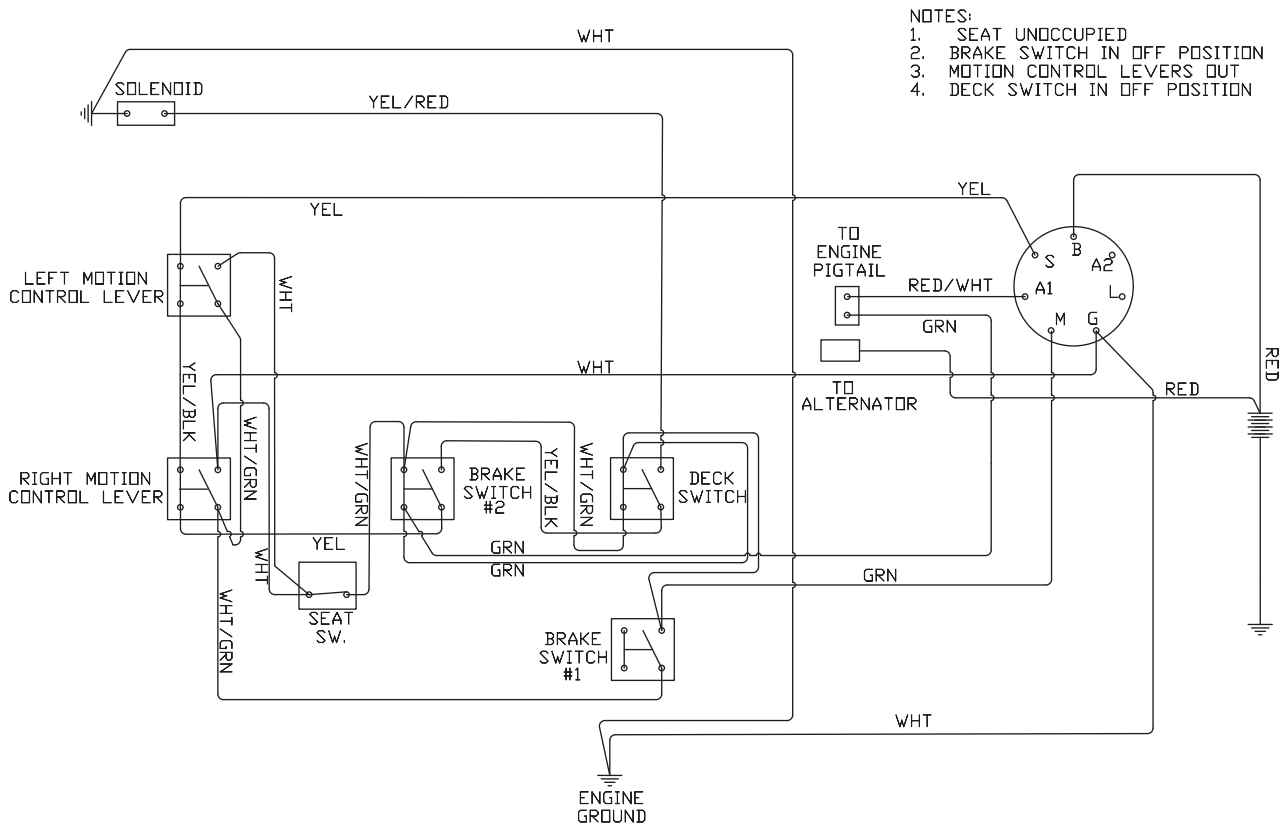 NOTES:
1. SEAT UNOCCUPIED
2. BRAKE SWITCH IN OFF POSITION
3. MOTION CONTROL LEVERS OUT
4. DECK SWITCH IN OFF POSITION
WHT
SOLENOID
YEL/RED
YEL
YEL
TO
ENGINE
PIGTAIL
B
S
A2
A1
L
M
G
RED/WHT
GRN
LEFT MOTION
CONTROL LEVER
WHT
WHT
TO
ALTERNATOR
RED
RED
YEL/BLK
WHT/GRN
RIGHT MOTION
CONTROL LEVER
WHT/GRN
BRAKE
SWITCH
#2
YEL/BLK
WHT/GRN
DECK
SWITCH
YEL
GRN
GRN
WHT
GRN
WHT/GRN
SEAT
SW.
BRAKE
SWITCH
#1
WHT
ENGINE
GROUND